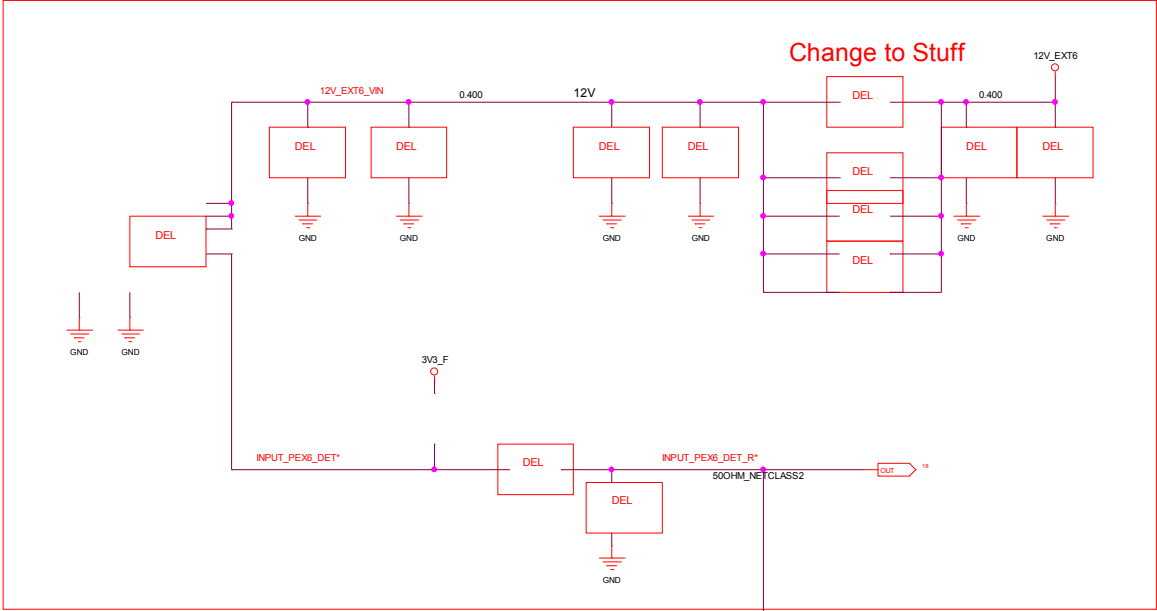 Change to Stuff
12V_EXT6
12V_EXT6_VIN
0.400
12V
DEL
0.400
DEL
DEL
DEL
DEL
DEL
DEL
DEL
DEL
GND
GND
GND
GND
GND
GND
DEL
DEL
GND
GND
3V3_F
INPUT_PEX6_DET*
DEL
INPUT_PEX6_DET_R*
50OHM_NETCLASS2
OUT
18
DEL
GND